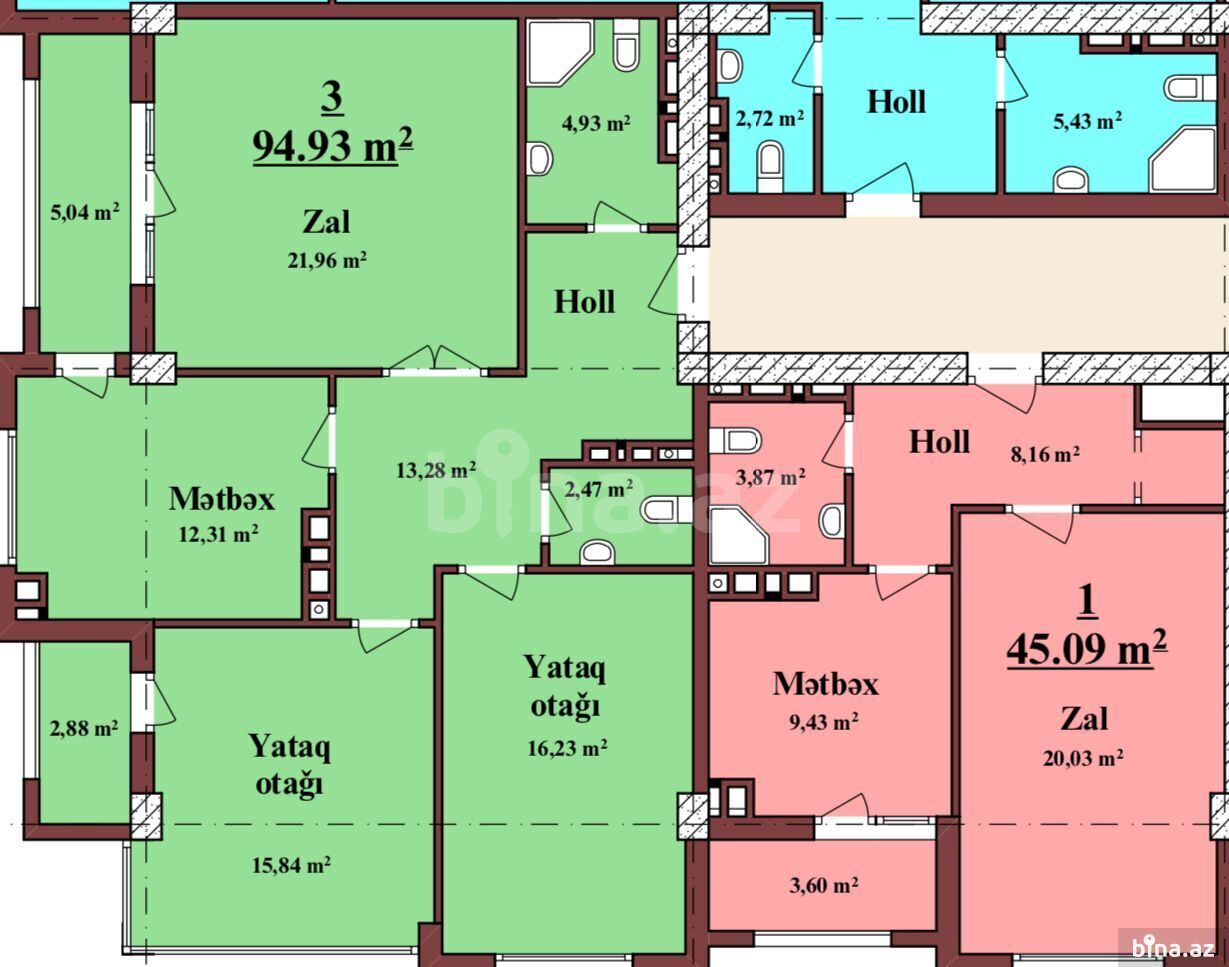 3
94.93 m²
Zal
21,96 m²
5,04 m²
4,93 m²
Holl
2,72 m²
Holl
5,43 m²
Mətbəx
12,31 m²
13,28 m²
2,47 m²
3,87 m²
Holl
8,16 m²
2,88 m²
Yataq
otağı
15,84 m²
Yataq
otağı
16,23 m²
Mətbəx
9,43 m²
3,60 m²
1
45.09 m²
Zal
20,03 m²
bina.az
bina.az